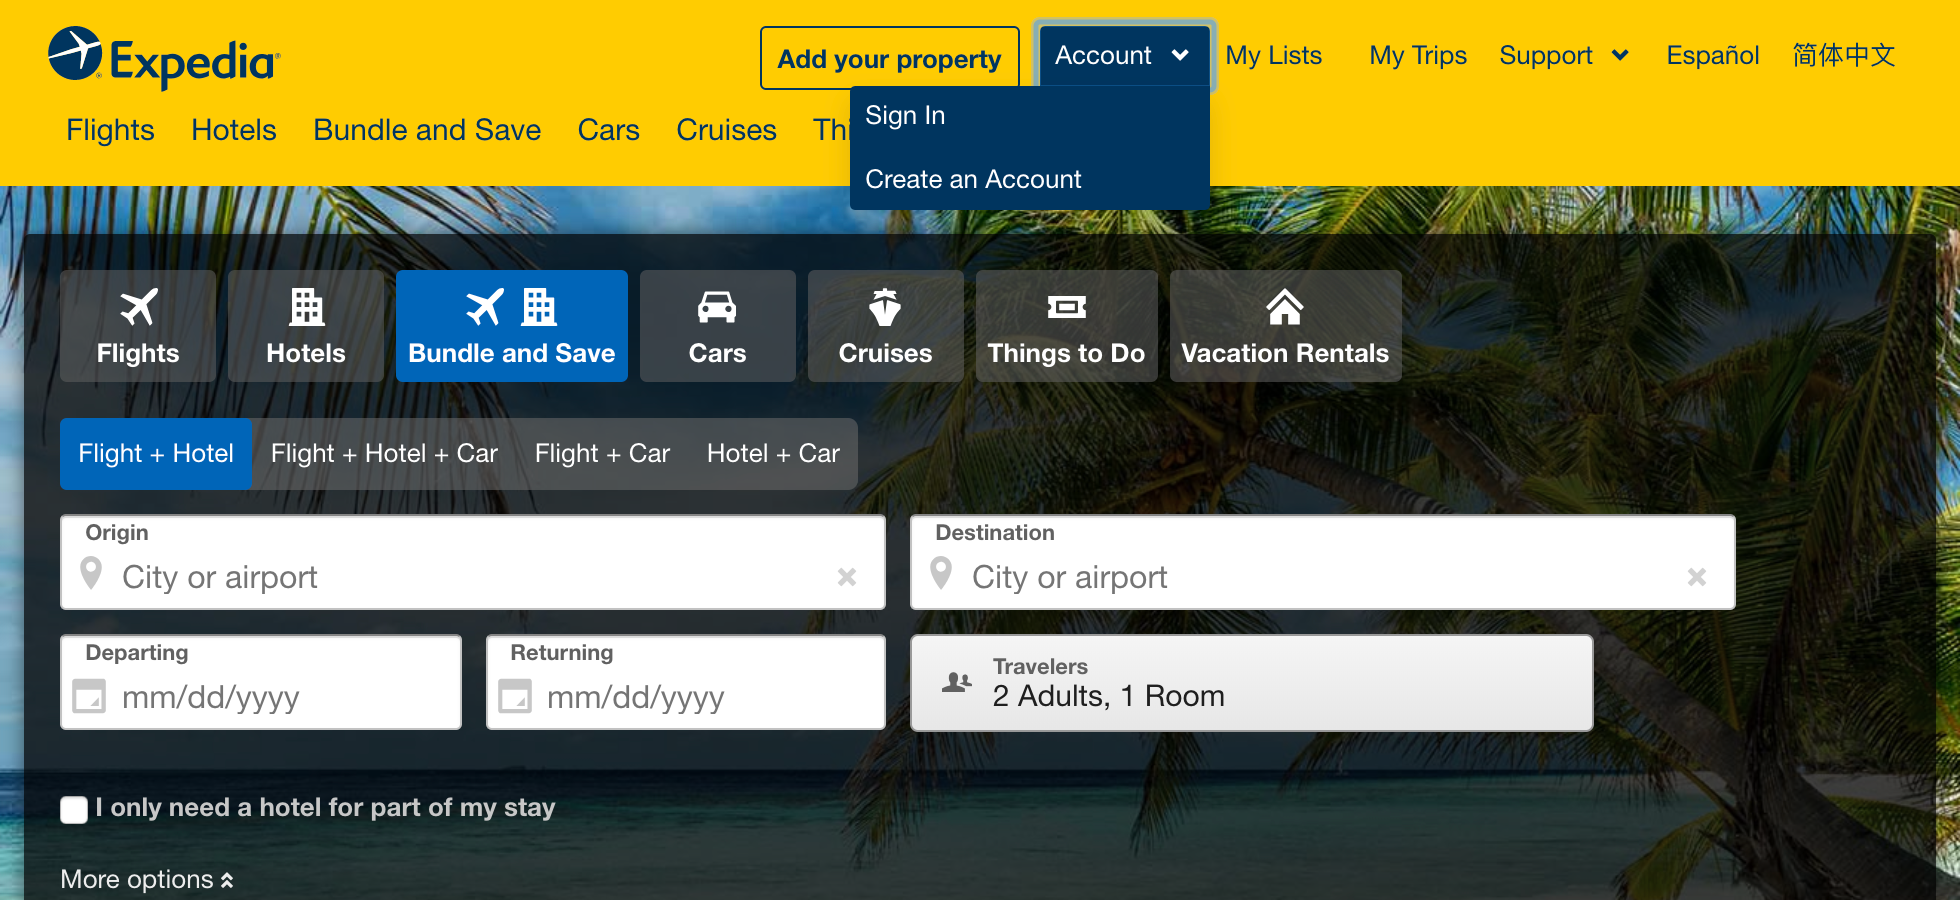 Expedia
Add your property
Account
My Lists
My Trips
Support
Español
简体中文
Flights
Hotels
Bundle and Save
Cars
Cruises
Sign In
Create an Account
Flights
Hotels
Bundle and Save
Cars
Cruises
Things to Do
Vacation Rentals
Flight + Hotel
Flight + Hotel + Car
Flight + Car
Hotel + Car
Origin
City or airport
Destination
City or airport
Departing
mm/dd/yyyy
Returning
mm/dd/yyyy
Travelers
2 Adults, 1 Room
I only need a hotel for part of my stay
More options